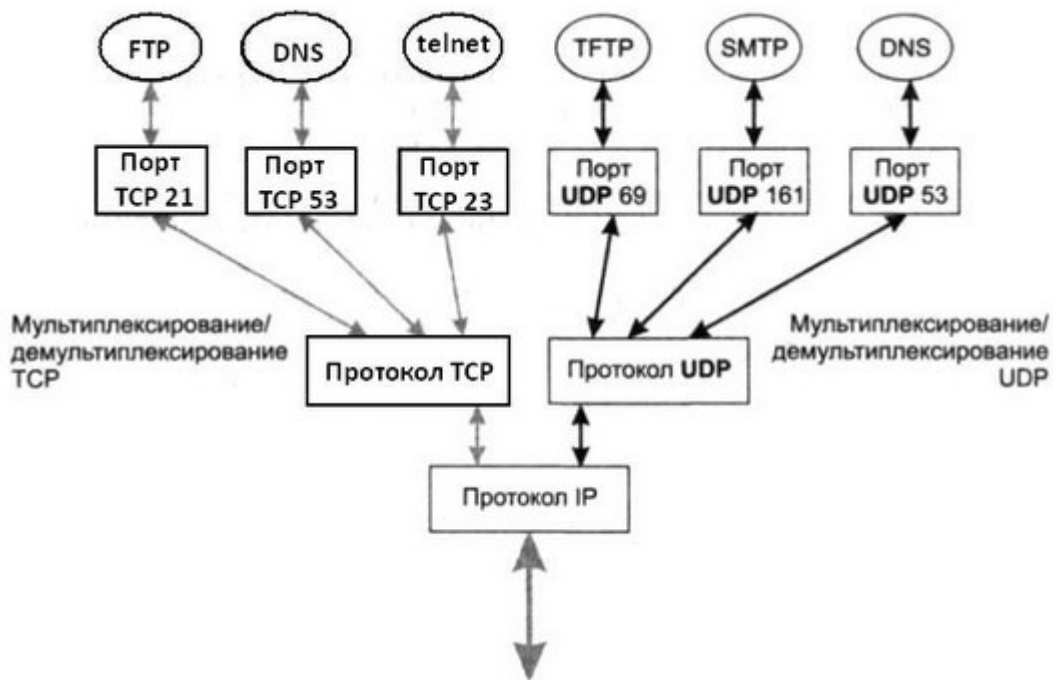 FTP
DNS
telnet
TFTP
SMTP
DNS
Порт
TCP 21
Порт
TCP 53
Порт
TCP 23
Порт
UDP 69
Порт
UDP 161
Порт
UDP 53
Мультиплексирование/
демультиплексирование
TCP
Протокол TCP
Протокол UDP
Мультиплексирование/
демультиплексирование
UDP
Протокол IP